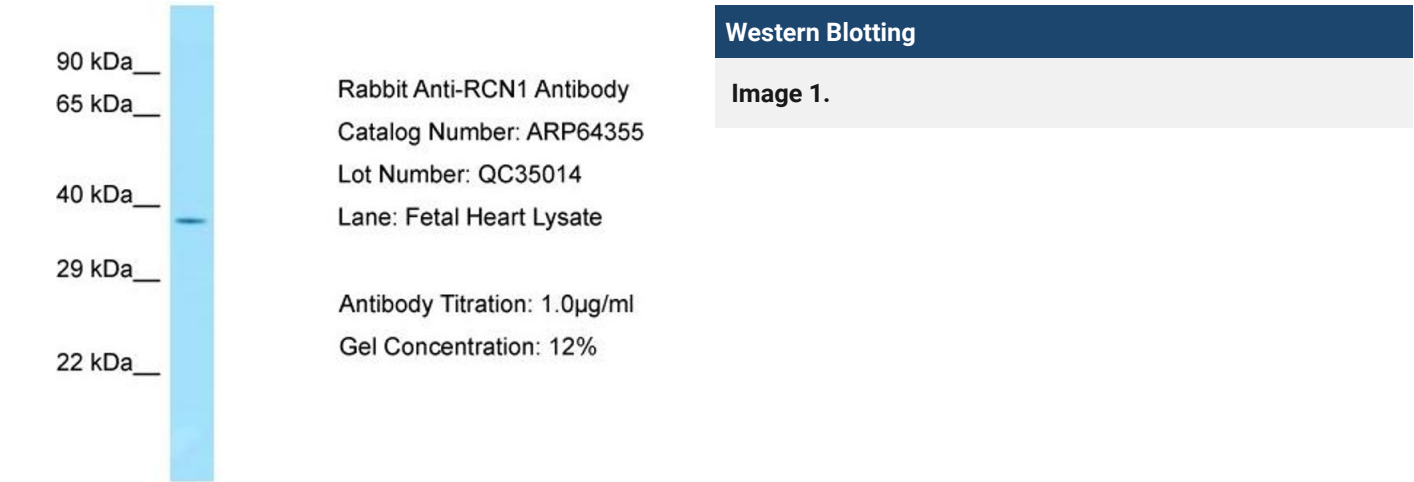 90 kDa__
65 kDa__
40 kDa__
29 kDa__
22 kDa__
Rabbit Anti-RCN1 Antibody
Catalog Number: ARP64355
Lot Number: QC35014
Lane: Fetal Heart Lysate
Antibody Titration: 1.0µg/ml
Gel Concentration: 12%
Western Blotting
Image 1.